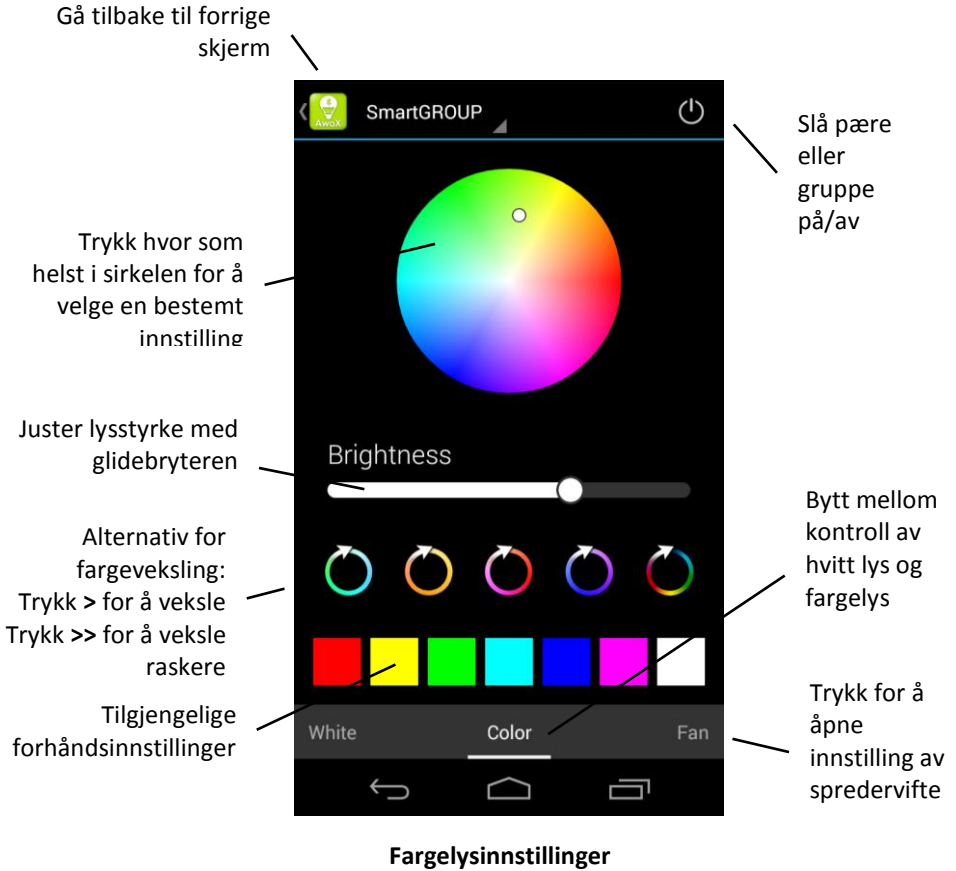 Gå tilbake til forrige
skjerm
AwoX
SmartGROUP
Slå pære
eller
gruppe
på/av
Trykk hvor som
helst i sirkelen for å
velge en bestemt
innstilling
Juster lysstyrke med
glidebryteren
Brightness
Bytt mellom
kontroll av
hvitt lys og
fargelys
Alternativ for
fargeveksling:
Trykk > for å veksle
Trykk >> for å veksle
raskere
Tilgjengelige
forhåndsinnstillinger
White
Color
Fan
Trykk for å
åpne
innstilling av
spredervifte
Fargelysinnstillinger